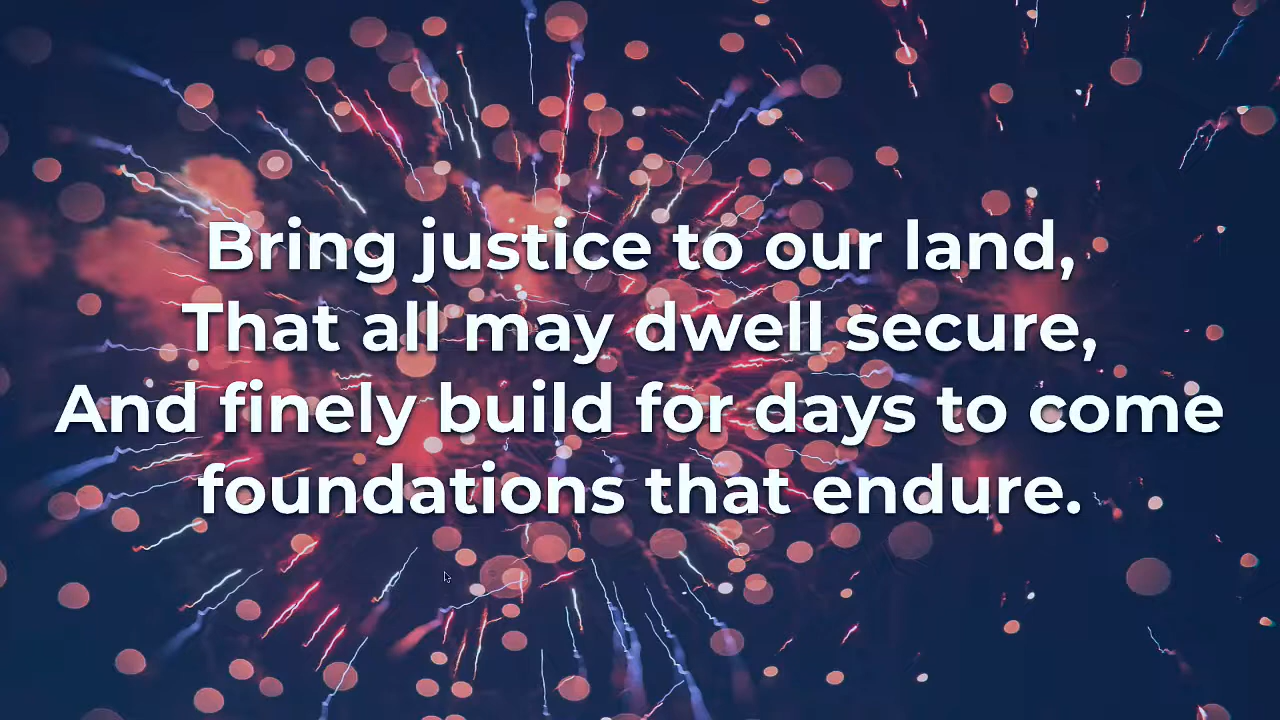 Bring justice to our land,
That all may dwell secure,
And finely build for days to come
foundations that endure.